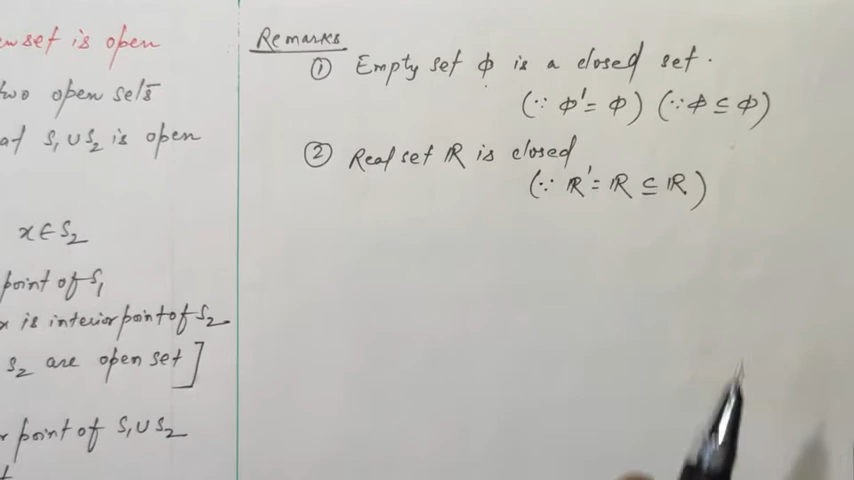 set is open
two open sets
S₁ ∪ S₂ is open
x ∈ S₂
point of S₁
x is interior point of S₂
S₂ are open set]
point of S₁ ∪ S₂
Remarks
① Empty set ϕ is a closed set.
(∵ ϕ' = ϕ) (∵ ϕ ⊆ ϕ)
② Real set ℝ is closed
(∵ ℝ' = ℝ ⊆ ℝ)